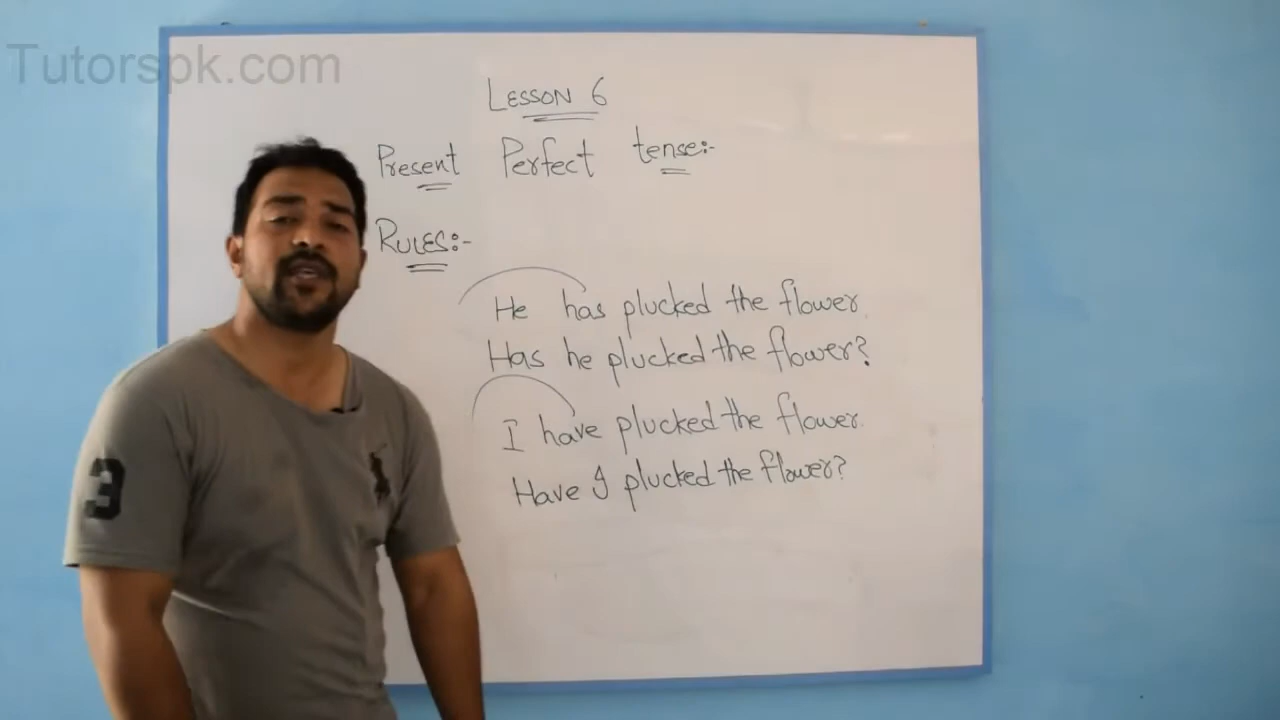 Tutorspk.com
LESSON 6
Present Perfect tense:-
RULES:-
He has plucked the flower.
Has he plucked the flower?
I have plucked the flower.
Have I plucked the flower?
3